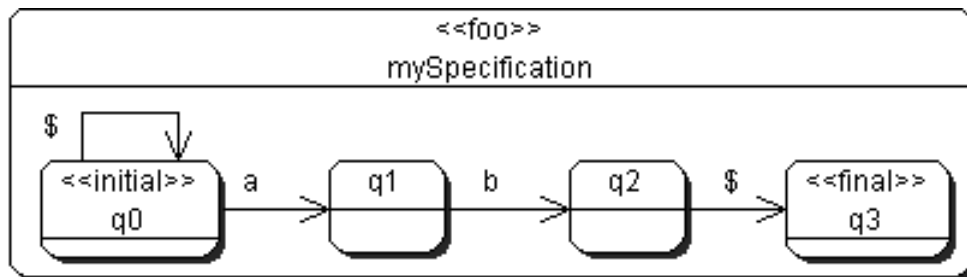 <<foo>>
mySpecification
$
<<initial>> a q1 b q2 $ <<final>>
q0 q3